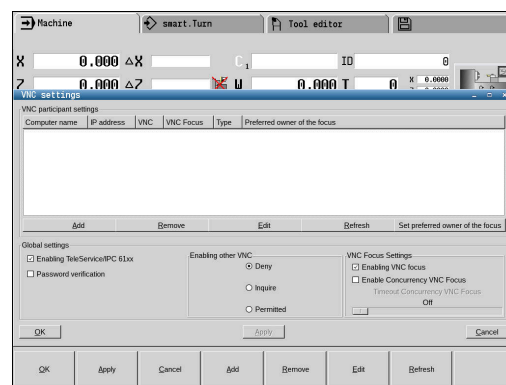 Machine
smart.Turn
Tool editor
X 0.000 ΔX C1 ID 0
Z 0.000 ΔZ W 0.000 T 0 X 0.0000
VNC settings
VNC participant settings
Computer name IP address VNC VNC Focus Type Preferred owner of the focus
Add Remove Edit Refresh Set preferred owner of the focus
Global settings
Enabling TeleService/IPC 61xx
Password verification
Enabling other VNC
Deny
Inquire
Permitted
VNC Focus Settings
Enabling VNC focus
Enable Concurrency VNC Focus
Timeout Concurrency VNC Focus
Off
OK Apply Cancel
OK Apply Cancel Add Remove Edit Refresh